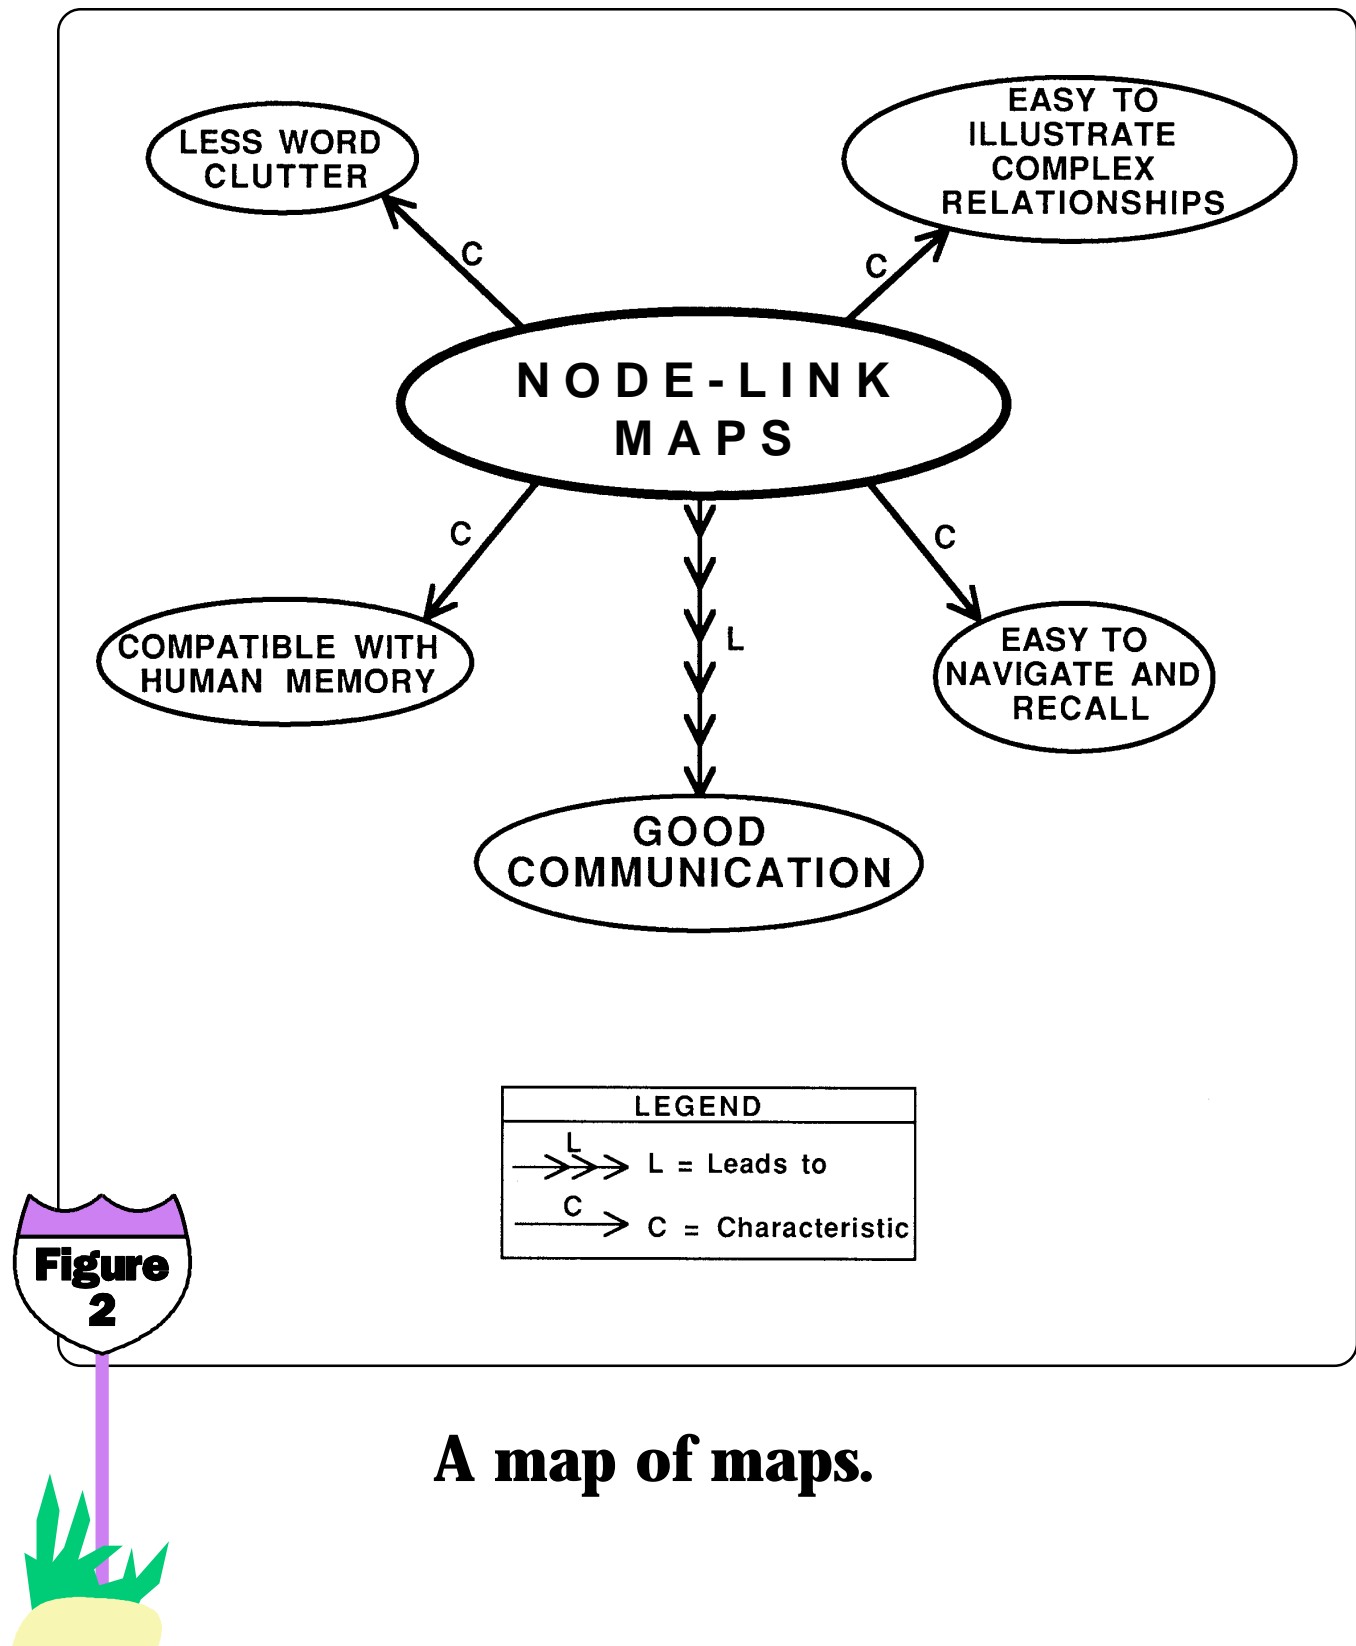 LESS WORD
CLUTTER
EASY TO
ILLUSTRATE
COMPLEX
RELATIONSHIPS
C
C
NODE-LINK
MAPS
C
C
COMPATIBLE WITH
HUMAN MEMORY
L
EASY TO
NAVIGATE AND
RECALL
GOOD
COMMUNICATION
LEGEND
L
L = Leads to
C
C = Characteristic
Figure
2
A map of maps.